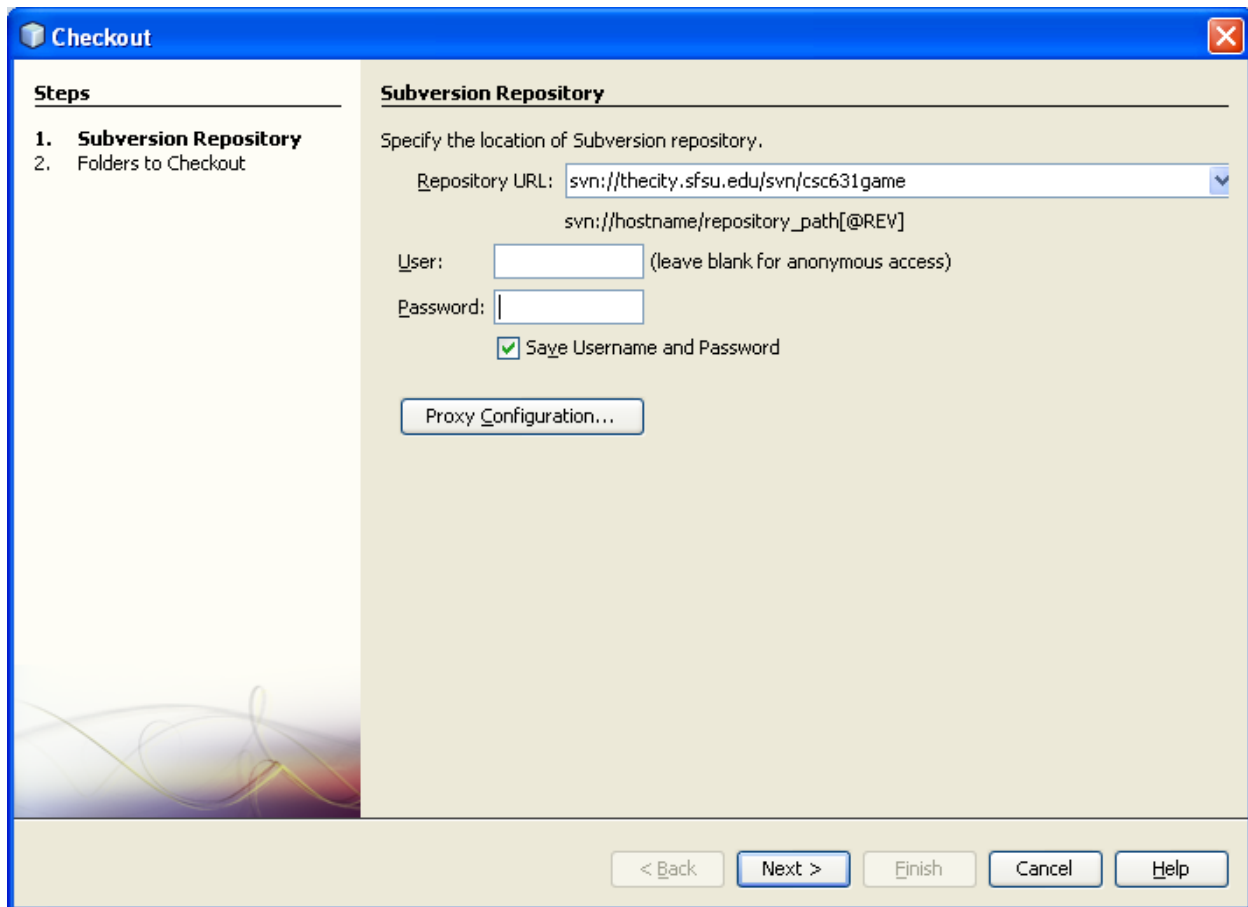 Checkout
Steps
1. Subversion Repository
2. Folders to Checkout
Subversion Repository
Specify the location of Subversion repository.
Repository URL: svn://thecity.sfsu.edu/svn/csc631game
svn://hostname/repository_path[@REV]
User: (leave blank for anonymous access)
Password:
Save Username and Password
Proxy Configuration...
< Back Next > Finish Cancel Help